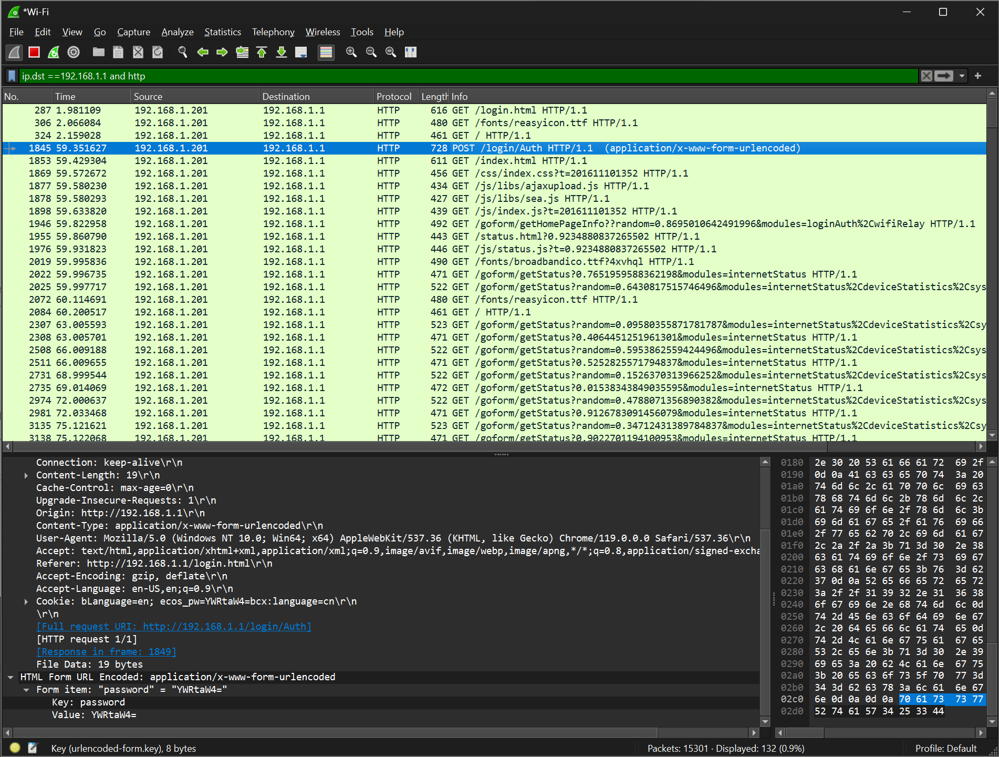 *Wi-Fi
File Edit View Go Capture Analyze Statistics Telephony Wireless Tools Help
ip.dst ==192.168.1.1 and http
No. Time Source Destination Protocol Length Info
287 1.981109 192.168.1.201 192.168.1.1 HTTP 616 GET /login.html HTTP/1.1
306 2.066084 192.168.1.201 192.168.1.1 HTTP 480 GET /fonts/reasyicon.ttf HTTP/1.1
324 2.159028 192.168.1.201 192.168.1.1 HTTP 461 GET / HTTP/1.1
1845 59.351627 192.168.1.201 192.168.1.1 HTTP 728 POST /login/Auth HTTP/1.1 (application/x-www-form-urlencoded)
1853 59.429304 192.168.1.201 192.168.1.1 HTTP 611 GET /index.html HTTP/1.1
1869 59.572672 192.168.1.201 192.168.1.1 HTTP 456 GET /css/index.css?t=201611101352 HTTP/1.1
1877 59.580230 192.168.1.201 192.168.1.1 HTTP 434 GET /js/libs/ajaxupload.js HTTP/1.1
1878 59.580293 192.168.1.201 192.168.1.1 HTTP 427 GET /js/libs/sea.js HTTP/1.1
1898 59.633820 192.168.1.201 192.168.1.1 HTTP 439 GET /js/index.js?t=201611101352 HTTP/1.1
1946 59.822958 192.168.1.201 192.168.1.1 HTTP 492 GET /goform/getHomePageInfo??random=0.8695010642491996&modules=loginAuth%2CwifiRelay HTTP/1.1
1955 59.860790 192.168.1.201 192.168.1.1 HTTP 443 GET /status.html?0.9234880837265502 HTTP/1.1
1976 59.931823 192.168.1.201 192.168.1.1 HTTP 446 GET /js/status.js?t=0.9234880837265502 HTTP/1.1
2019 59.995836 192.168.1.201 192.168.1.1 HTTP 490 GET /fonts/broadbandico.ttf?4xvhql HTTP/1.1
2022 59.996735 192.168.1.201 192.168.1.1 HTTP 471 GET /goform/getStatus?0.7651959588362198&modules=internetStatus HTTP/1.1
2025 59.997717 192.168.1.201 192.168.1.1 HTTP 522 GET /goform/getStatus?random=0.6430817515746496&modules=internetStatus%2CdeviceStatistics%2Csys
2072 60.114691 192.168.1.201 192.168.1.1 HTTP 480 GET /fonts/reasyicon.ttf HTTP/1.1
2084 60.200517 192.168.1.201 192.168.1.1 HTTP 461 GET / HTTP/1.1
2307 63.005593 192.168.1.201 192.168.1.1 HTTP 523 GET /goform/getStatus?random=0.09580355871781787&modules=internetStatus%2CdeviceStatistics%2Csy
2308 63.005701 192.168.1.201 192.168.1.1 HTTP 471 GET /goform/getStatus?0.4064451251961301&modules=internetStatus HTTP/1.1
2508 66.009188 192.168.1.201 192.168.1.1 HTTP 522 GET /goform/getStatus?random=0.5953862559424496&modules=internetStatus%2CdeviceStatistics%2Csys
2511 66.009655 192.168.1.201 192.168.1.1 HTTP 471 GET /goform/getStatus?0.5252825571794837&modules=internetStatus HTTP/1.1
2731 68.999544 192.168.1.201 192.168.1.1 HTTP 522 GET /goform/getStatus?random=0.1526370313966252&modules=internetStatus%2CdeviceStatistics%2Csys
2735 69.014069 192.168.1.201 192.168.1.1 HTTP 472 GET /goform/getStatus?0.01538343849035595&modules=internetStatus HTTP/1.1
2974 72.000637 192.168.1.201 192.168.1.1 HTTP 522 GET /goform/getStatus?random=0.4788071356890382&modules=internetStatus%2CdeviceStatistics%2Csys
2981 72.033468 192.168.1.201 192.168.1.1 HTTP 471 GET /goform/getStatus?0.9126783091456079&modules=internetStatus HTTP/1.1
3135 75.121621 192.168.1.201 192.168.1.1 HTTP 523 GET /goform/getStatus?random=0.34712431389784837&modules=internetStatus%2CdeviceStatistics%2Csy
3138 75.122068 192.168.1.201 192.168.1.1 HTTP 471 GET /goform/getStatus?0.9022701194100953&modules=internetStatus HTTP/1.1
Connection: keep-alive\r\n
Content-Length: 19\r\n
Cache-Control: max-age=0\r\n
Upgrade-Insecure-Requests: 1\r\n
Origin: http://192.168.1.1\r\n
Content-Type: application/x-www-form-urlencoded\r\n
User-Agent: Mozilla/5.0 (Windows NT 10.0; Win64; x64) AppleWebKit/537.36 (KHTML, like Gecko) Chrome/119.0.0.0 Safari/537.36\r\n
Accept: text/html,application/xhtml+xml,application/xml;q=0.9,image/avif,image/webp,image/apng,*/*;q=0.8,application/signed-excha
Referer: http://192.168.1.1/login.html\r\n
Accept-Encoding: gzip, deflate\r\n
Accept-Language: en-US,en;q=0.9\r\n
Cookie: bLanguage=en; ecos_pw=YWRtaW4=bcx:language=cn\r\n
\r\n
[Full request URI: http://192.168.1.1/login/Auth]
[HTTP request 1/1]
[Response in frame: 1849]
File Data: 19 bytes
HTML Form URL Encoded: application/x-www-form-urlencoded
Form item: "password" = "YWRtaW4="
Key: password
Value: YWRtaW4=
0180 2e 30 20 53 61 66 61 72 69 2f
0190 0d 0a 41 63 63 65 70 74 3a 20
01a0 74 6d 6c 2c 61 70 70 6c 69 63
01b0 78 68 74 6d 6c 2b 78 6d 6c 2c
01c0 61 74 69 6f 6e 2f 78 6d 6c 3b
01d0 69 6d 61 67 65 2f 61 76 69 66
01e0 2f 77 65 62 70 2c 69 6d 61 67
01f0 2c 2a 2f 2a 3b 71 3d 30 2e 38
0200 63 61 74 69 6f 6e 2f 73 69 67
0210 63 68 61 6e 67 65 3b 76 3d 62
0220 37 0d 0a 52 65 66 65 72 65 72
0230 3a 2f 2f 31 39 32 2e 31 36 38
0240 6f 67 69 6e 2e 68 74 6d 6c 0d
0250 74 2d 45 6e 63 6f 64 69 6e 67
0260 2c 20 64 65 66 6c 61 74 65 0d
0270 74 2d 4c 61 6e 67 75 61 67 65
0280 53 2c 65 6e 3b 71 3d 30 2e 39
0290 69 65 3a 20 62 4c 61 6e 67 75
02a0 3b 20 65 63 6f 73 5f 70 77 3d
02b0 34 3d 62 63 78 3a 6c 61 6e 67
02c0 6e 0d 0a 0d 0a 70 61 73 73 77
02d0 52 74 61 57 34 25 33 44
Key (urlencoded-form.key), 8 bytes
Packets: 15301 · Displayed: 132 (0.9%)
Profile: Default